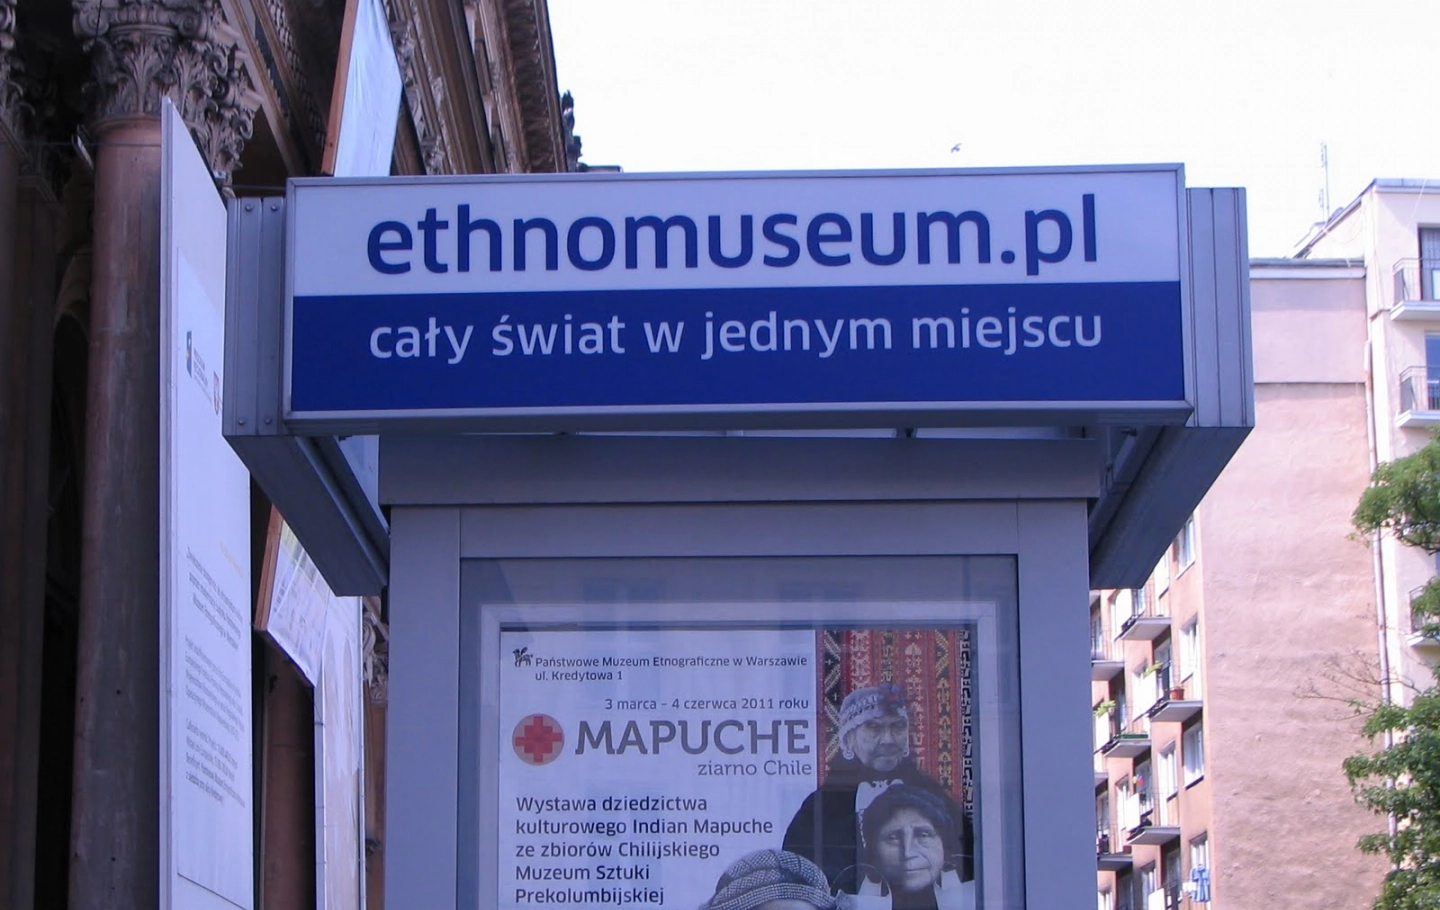 ethnomuseum.pl
cały świat w jednym miejscu
Państwowe Muzeum Etnograficzne w Warszawie
ul. Kredytowa 1
3 marca – 4 czerwca 2011 roku
MAPUCHE
ziarno Chile
Wystawa dziedzictwa
kulturowego Indian Mapuche
ze zbiorów Chilijskiego
Muzeum Sztuki
Prekolumbijskiej